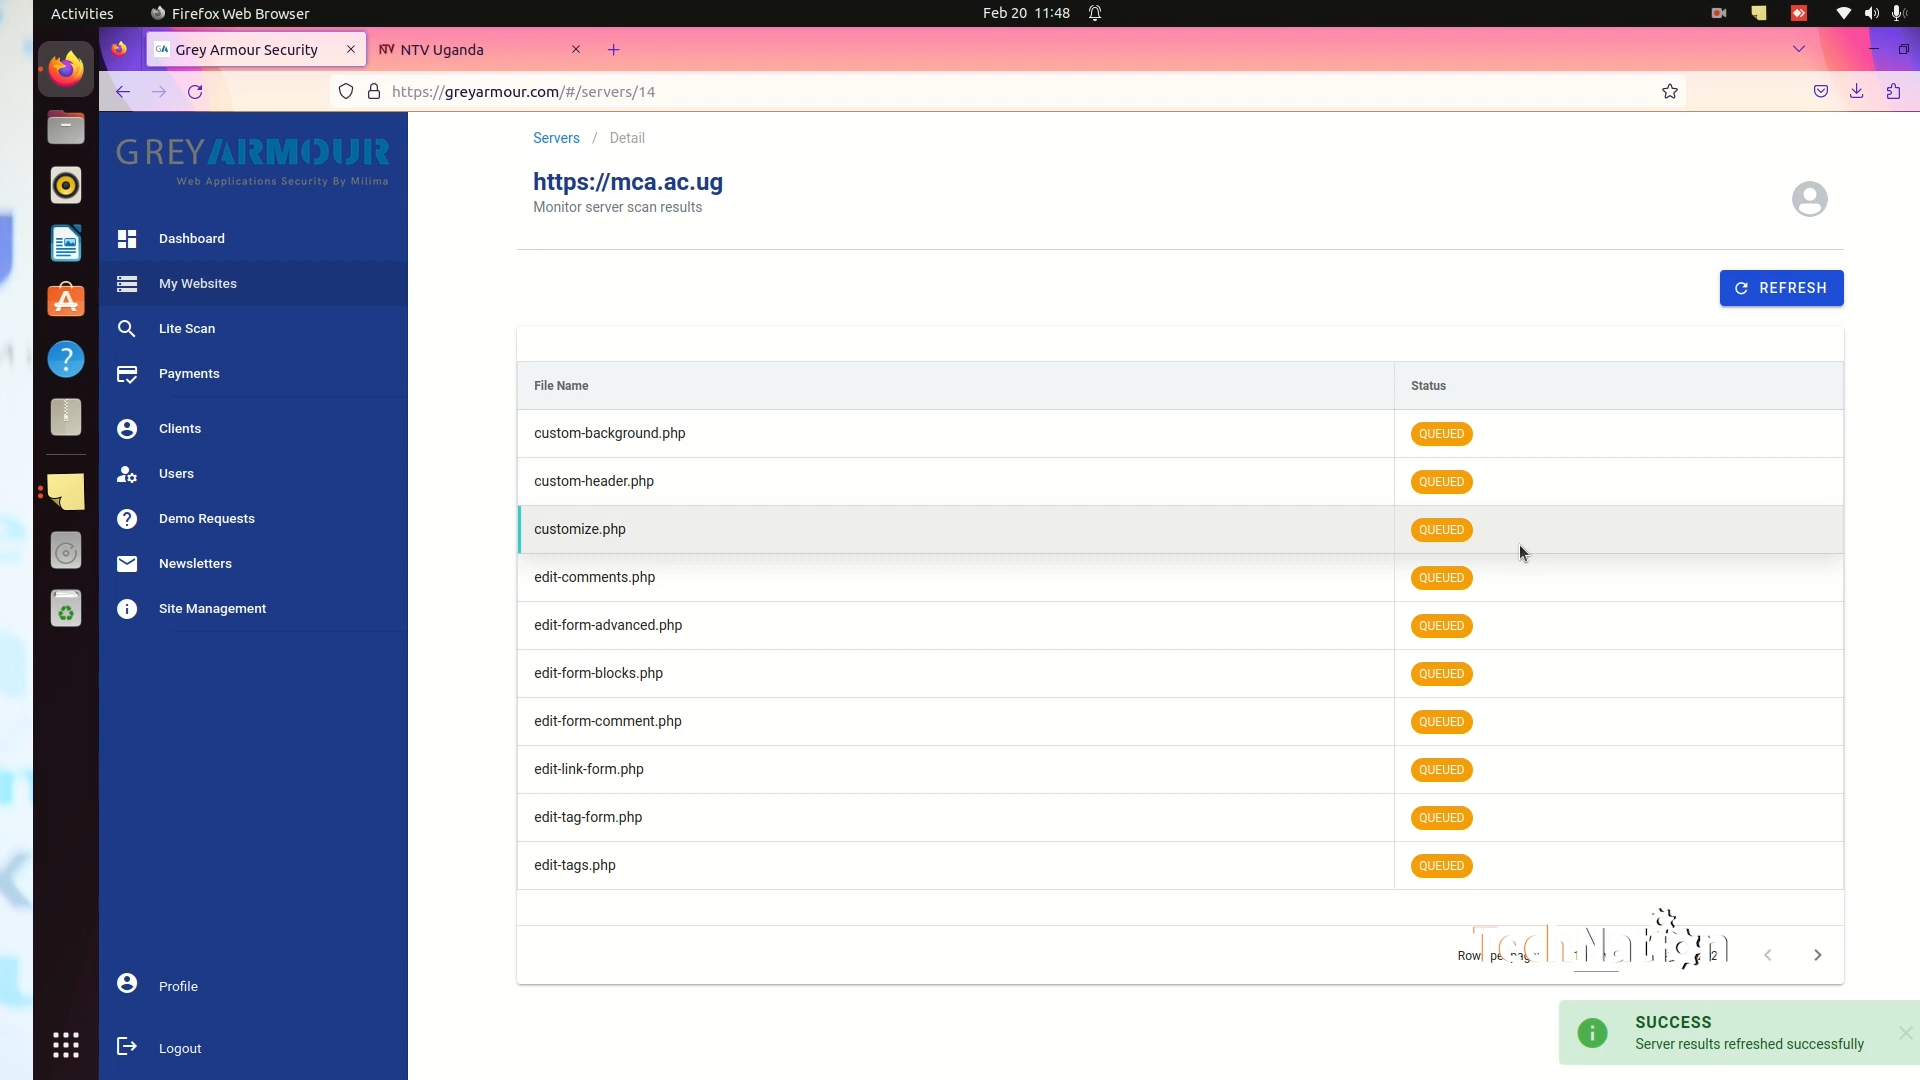 Activities
Firefox Web Browser
Feb 20 11:48
Grey Armour Security
NTV Uganda
https://greyarmour.com/#/servers/14
GREYARMOUR
Web Applications Security By Milima
Dashboard
My Websites
Lite Scan
Payments
Clients
Users
Demo Requests
Newsletters
Site Management
Profile
Logout
Servers / Detail
https://mca.ac.ug
Monitor server scan results
REFRESH
File Name Status
custom-background.php QUEUED
custom-header.php QUEUED
customize.php QUEUED
edit-comments.php QUEUED
edit-form-advanced.php QUEUED
edit-form-blocks.php QUEUED
edit-form-comment.php QUEUED
edit-link-form.php QUEUED
edit-tag-form.php QUEUED
edit-tags.php QUEUED
TechNation
SUCCESS
Server results refreshed successfully